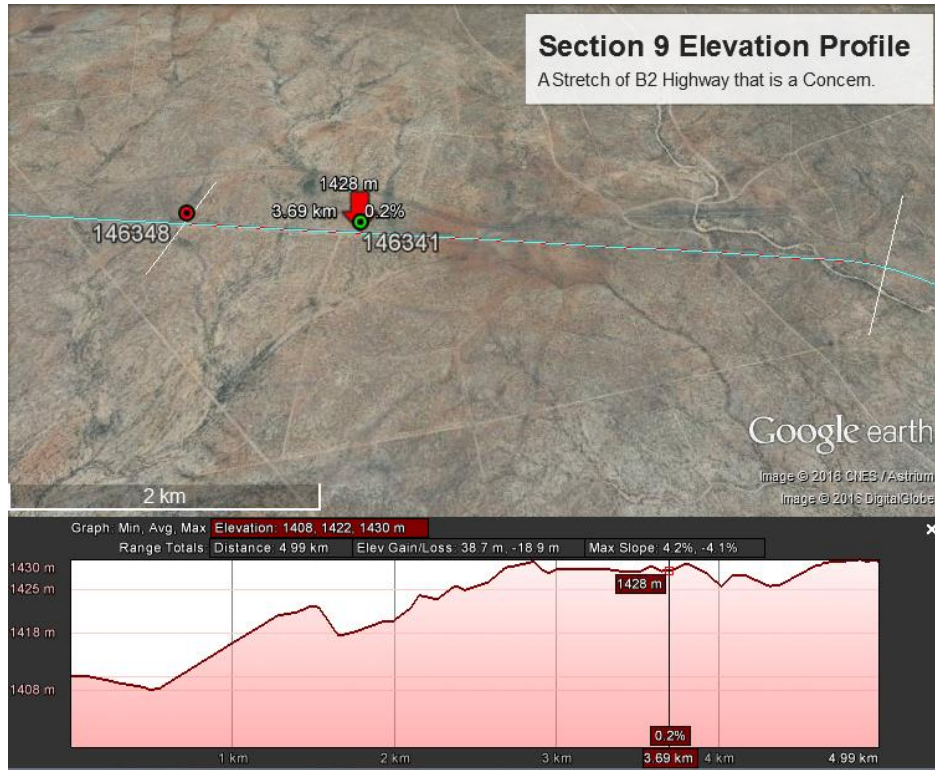 Section 9 Elevation Profile
A Stretch of B2 Highway that is a Concern.
1428 m
3.69 km 0.2%
146348
146341
Google earth
Image © 2016 CNES / Astrium
Image © 2016 DigitalGlobe
2 km
Graph: Min, Avg, Max Elevation: 1408, 1422, 1430 m
Range Totals: Distance: 4.99 km Elev Gain/Loss: 38.7 m, -18.9 m Max Slope: 4.2%, -4.1%
1430 m
1425 m
1428 m
1418 m
1408 m
0.2%
1 km 2 km 3 km 3.69 km 4 km 4.99 km